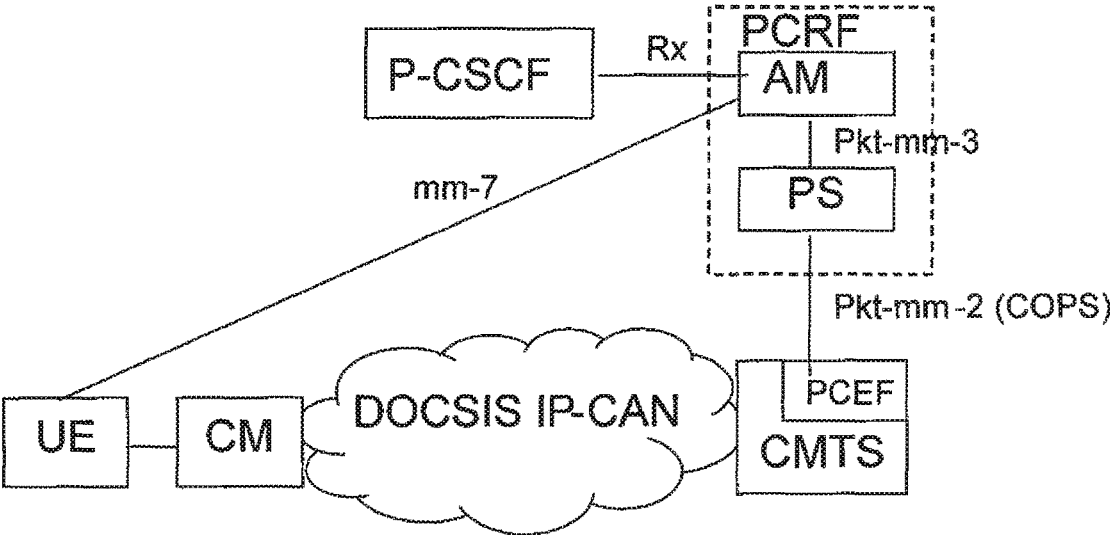 PCRF
Rx
P-CSCF
AM
Pkt-mm-3
mm-7
PS
Pkt-mm-2 (COPS)
PCEF
DOCSIS IP-CAN
UE
CM
CMTS